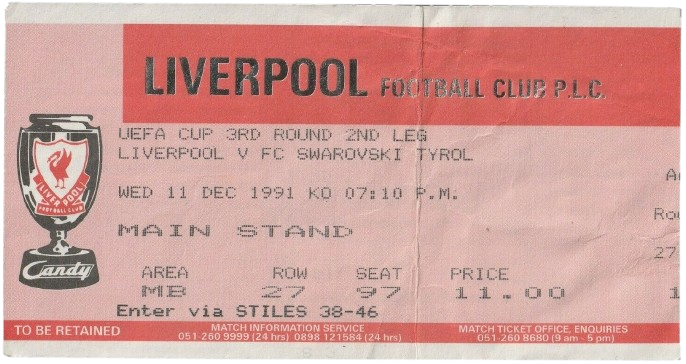 LIVERPOOL FOOTBALL CLUB P.L.C.
UEFA CUP 3RD ROUND 2ND LEG
LIVERPOOL V FC SWAROVSKI TYROL
WED 11 DEC 1991 KO 07:10 P.M.
MAIN STAND
LIVERPOOL
FOOTBALL CLUB
Candy
AREA ROW SEAT PRICE
MB 27 97 11.00
Enter via STILES 38-46
Rou
27
TO BE RETAINED
MATCH INFORMATION SERVICE
051-260 9999 (24 hrs) 0898 121584 (24 hrs)
MATCH TICKET OFFICE, ENQUIRIES
051-260 8680 (9 am - 5 pm)